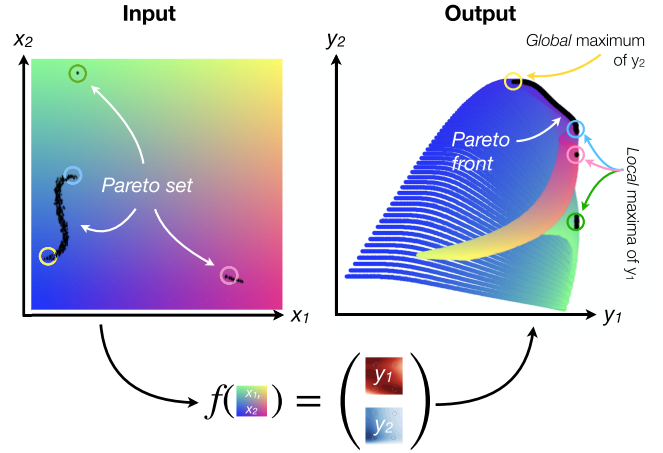 Input
Output
x2
y2
Global maximum
of y2
Pareto
front
Pareto set
Local maxima of y1
x1
y1
f( x1, x2 ) = ( y1 y2 )